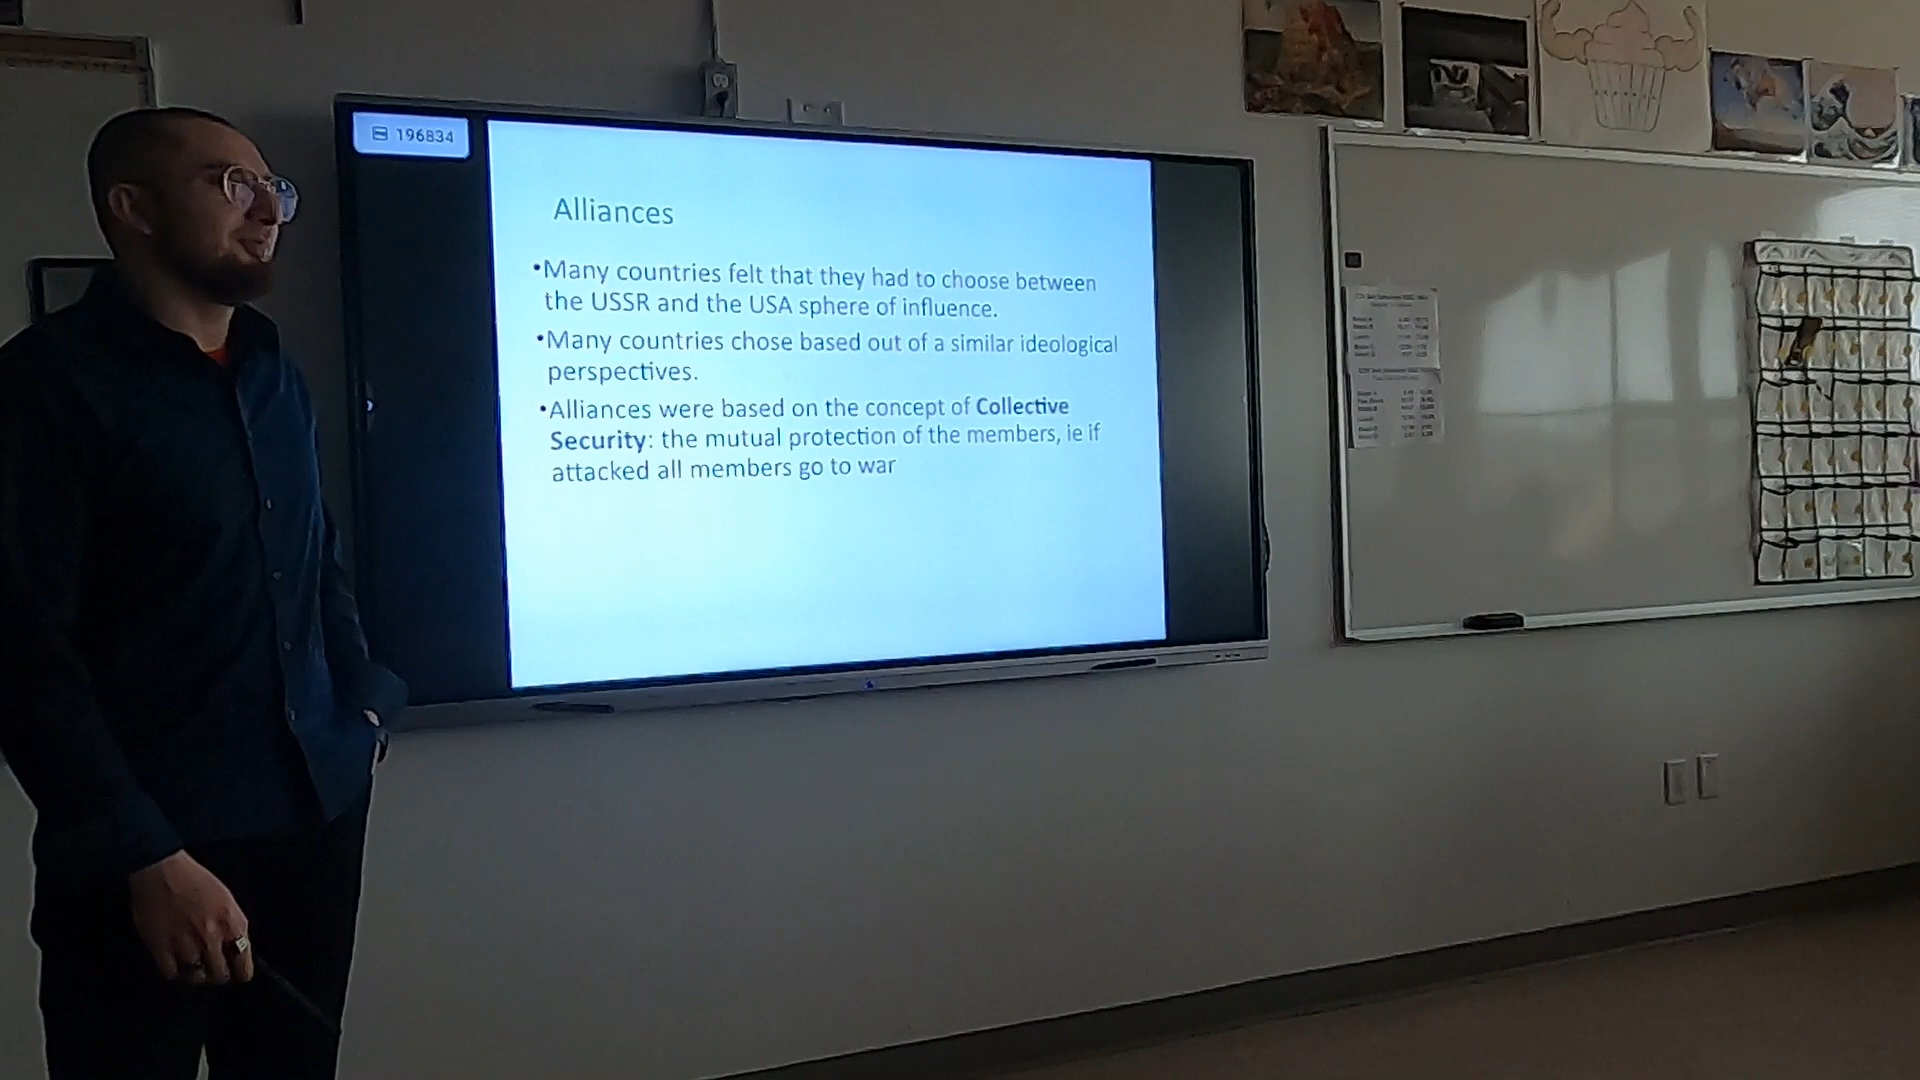 196834
Alliances
•Many countries felt that they had to choose between
the USSR and the USA sphere of influence.
•Many countries chose based out of a similar ideological
perspectives.
•Alliances were based on the concept of Collective
Security: the mutual protection of the members, ie if
attacked all members go to war